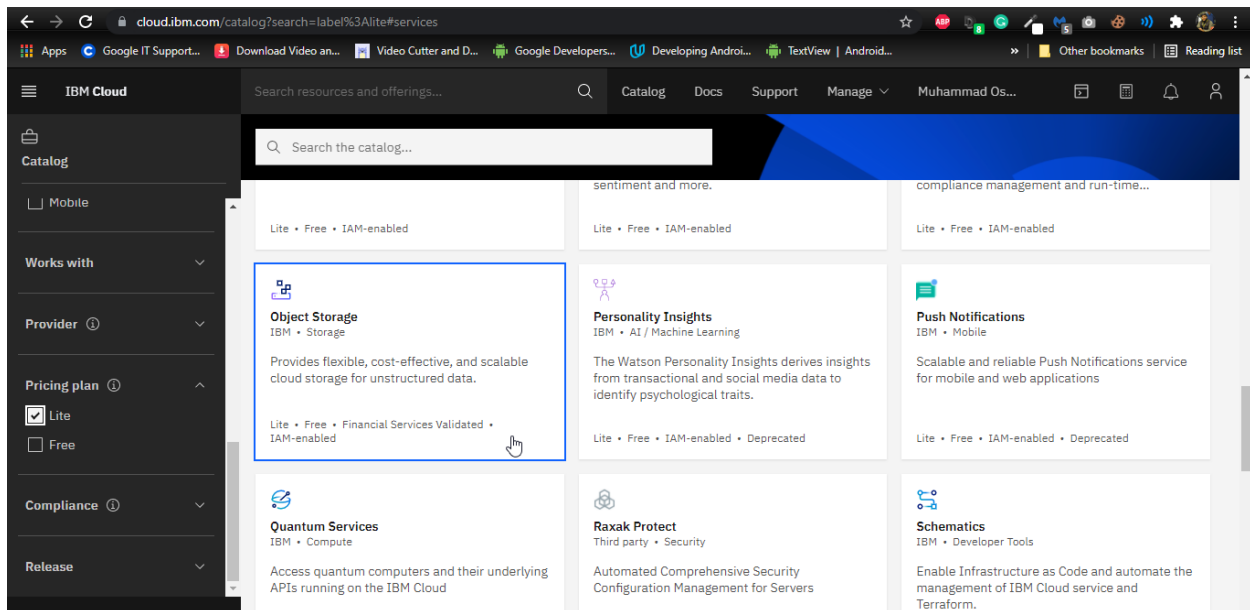 cloud.ibm.com/catalog?search=label%3Alite#services
ABP
8
G
5
Apps
Google IT Support...
Download Video an...
Video Cutter and D...
Google Developers...
Developing Androi...
TextView | Android...
»
Other bookmarks
Reading list
IBM Cloud
Search resources and offerings...
Catalog
Docs
Support
Manage
Muhammad Os...
Catalog
Mobile
Works with
Provider
Pricing plan
Lite
Free
Compliance
Release
Search the catalog...
sentiment and more.
compliance management and run-time...
Lite • Free • IAM-enabled
Lite • Free • IAM-enabled
Lite • Free • IAM-enabled
Object Storage
IBM • Storage
Provides flexible, cost-effective, and scalable
cloud storage for unstructured data.
Lite • Free • Financial Services Validated •
IAM-enabled
Personality Insights
IBM • AI / Machine Learning
The Watson Personality Insights derives insights
from transactional and social media data to
identify psychological traits.
Lite • Free • IAM-enabled • Deprecated
Push Notifications
IBM • Mobile
Scalable and reliable Push Notifications service
for mobile and web applications
Lite • Free • IAM-enabled • Deprecated
Quantum Services
IBM • Compute
Access quantum computers and their underlying
APIs running on the IBM Cloud
Raxak Protect
Third party • Security
Automated Comprehensive Security
Configuration Management for Servers
Schematics
IBM • Developer Tools
Enable Infrastructure as Code and automate the
management of IBM Cloud service and
Terraform.